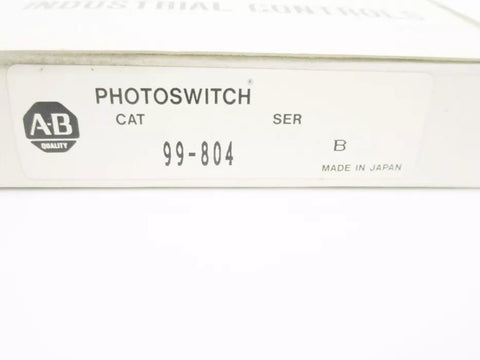 INDUSTRIAL CONTROLS
A-B
QUALITY
PHOTOSWITCH
CAT SER
99-804 B
MADE IN JAPAN